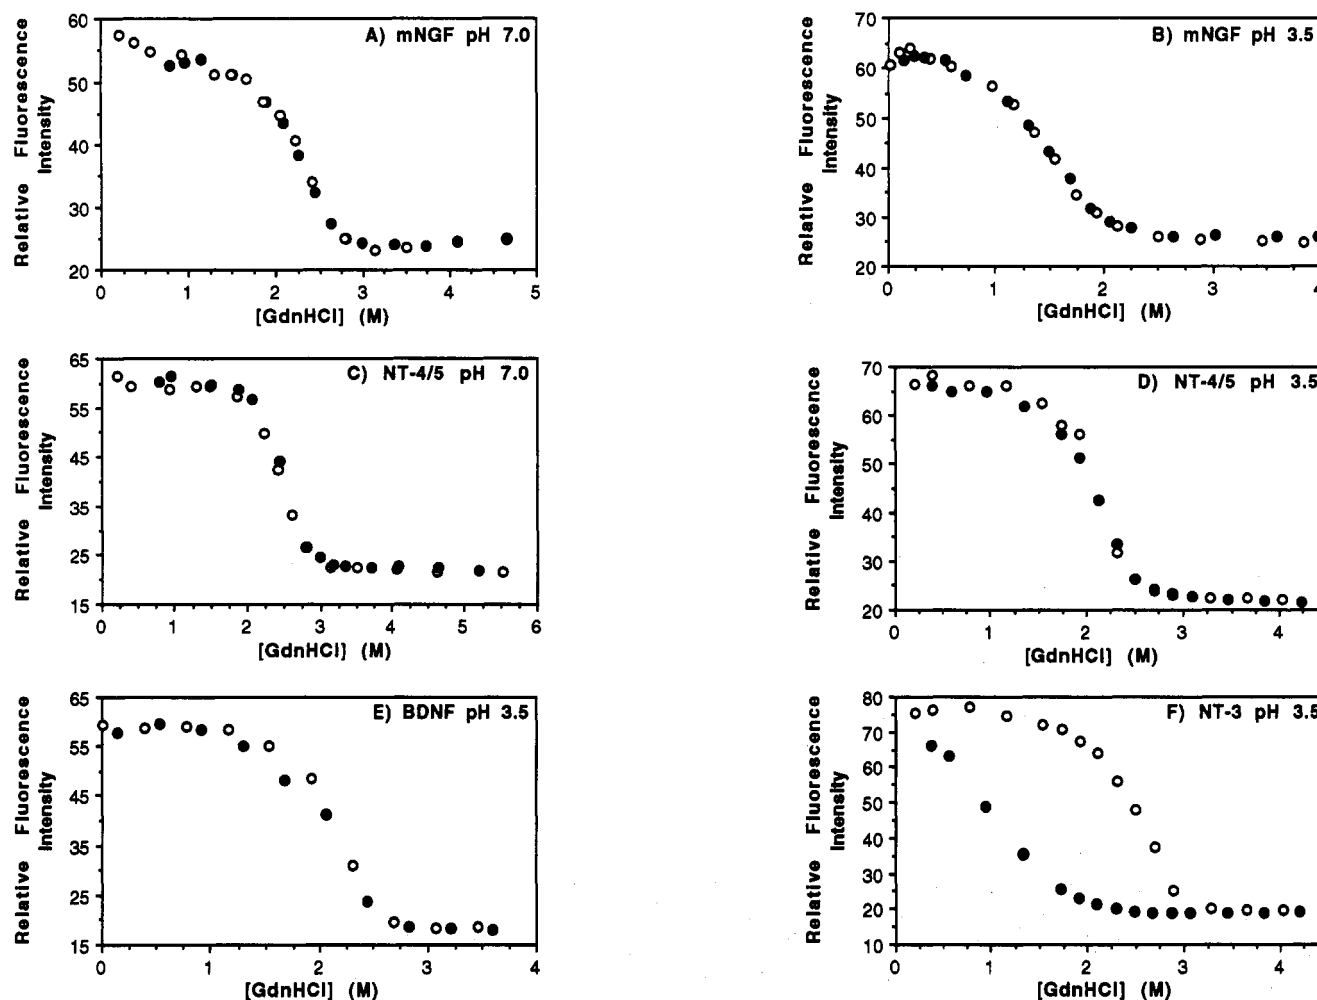 A) mNGF pH 7.0
Relative Fluorescence
Intensity
60
50
40
30
20
0 1 2 3 4 5
[GdnHCl] (M)
B) mNGF pH 3.5
Relative Fluorescence
Intensity
70
60
50
40
30
20
0 1 2 3 4
[GdnHCl] (M)
C) NT-4/5 pH 7.0
Relative Fluorescence
Intensity
65
55
45
35
25
15
0 1 2 3 4 5 6
[GdnHCl] (M)
D) NT-4/5 pH 3.5
Relative Fluorescence
Intensity
70
60
50
40
30
20
0 1 2 3 4
[GdnHCl] (M)
E) BDNF pH 3.5
Relative Fluorescence
Intensity
65
55
45
35
25
15
0 1 2 3 4
[GdnHCl] (M)
F) NT-3 pH 3.5
Relative Fluorescence
Intensity
80
70
60
50
40
30
20
10
0 1 2 3 4
[GdnHCl] (M)